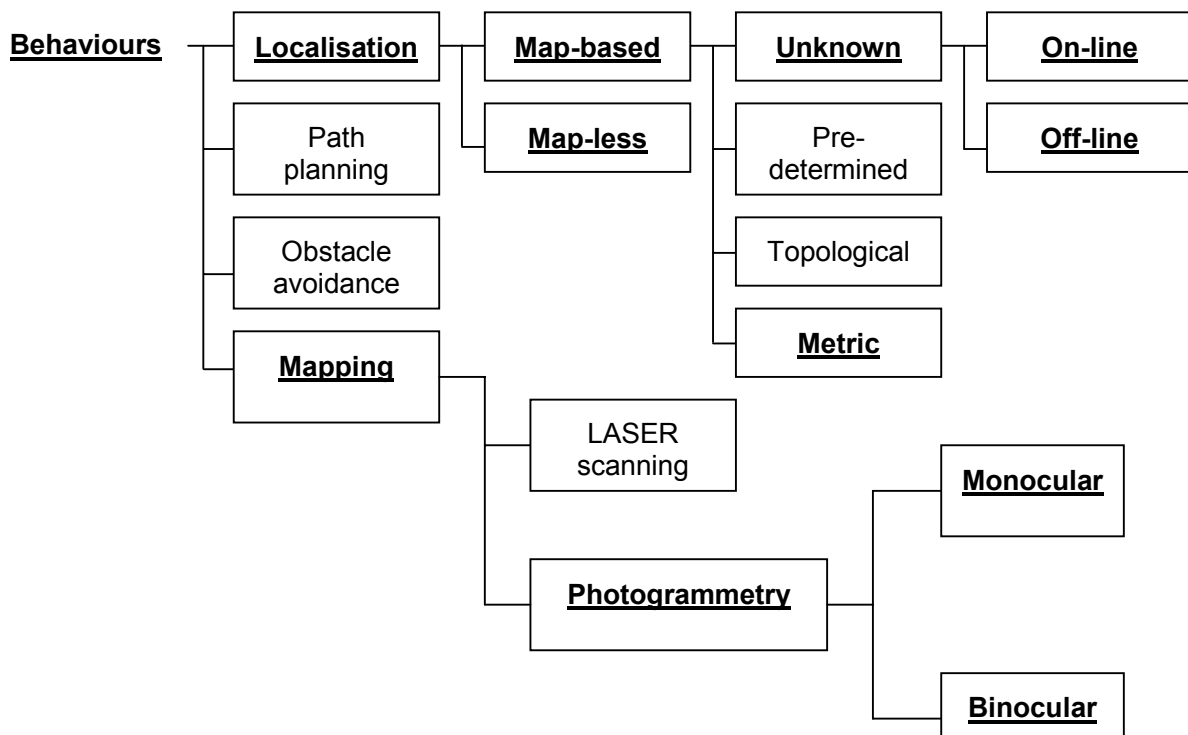 Behaviours
Localisation
Map-based
Unknown
On-line
Path
planning
Map-less
Pre-
determined
Off-line
Obstacle
avoidance
Topological
Mapping
Metric
LASER
scanning
Monocular
Photogrammetry
Binocular